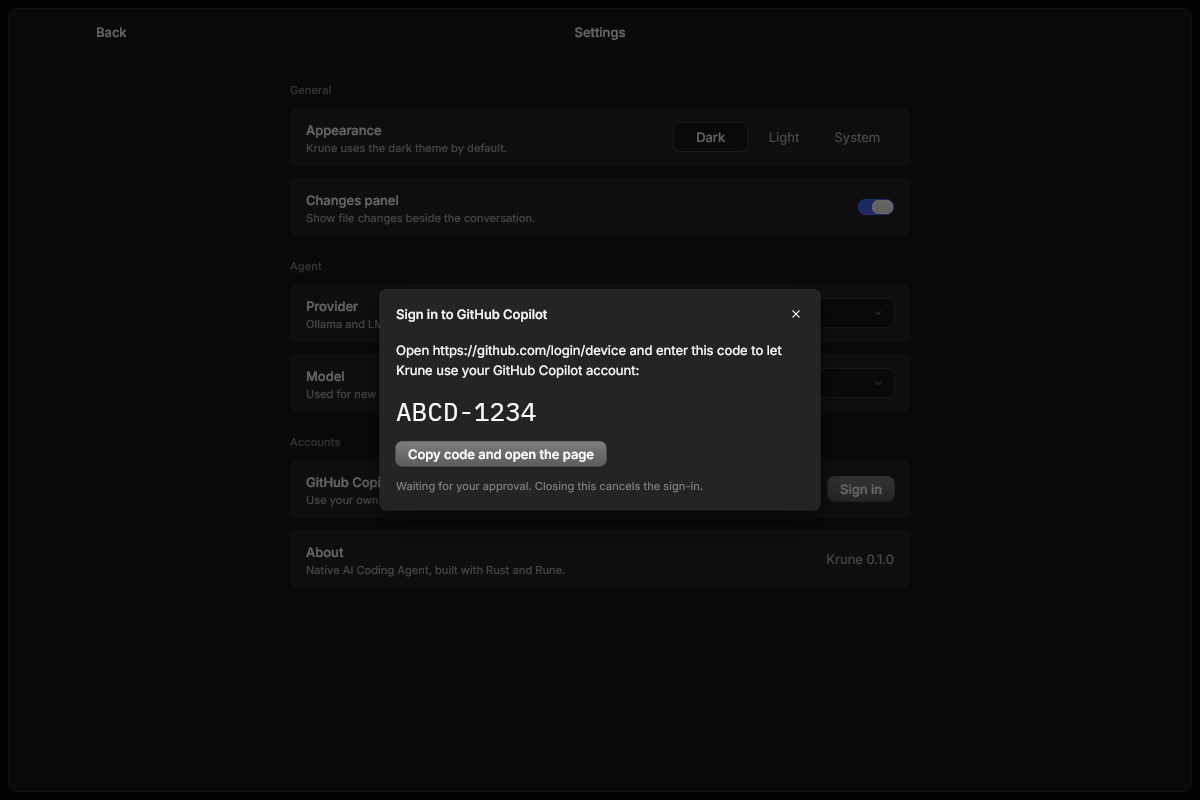 Back
Settings
General
Appearance
Krune uses the dark theme by default.
Dark
Light
System
Changes panel
Show file changes beside the conversation.
Agent
Provider
Ollama and LM
Model
Used for new
Accounts
GitHub Copi
Use your own
Sign in
About
Native AI Coding Agent, built with Rust and Rune.
Krune 0.1.0
Sign in to GitHub Copilot
Open https://github.com/login/device and enter this code to let
Krune use your GitHub Copilot account:
ABCD-1234
Copy code and open the page
Waiting for your approval. Closing this cancels the sign-in.